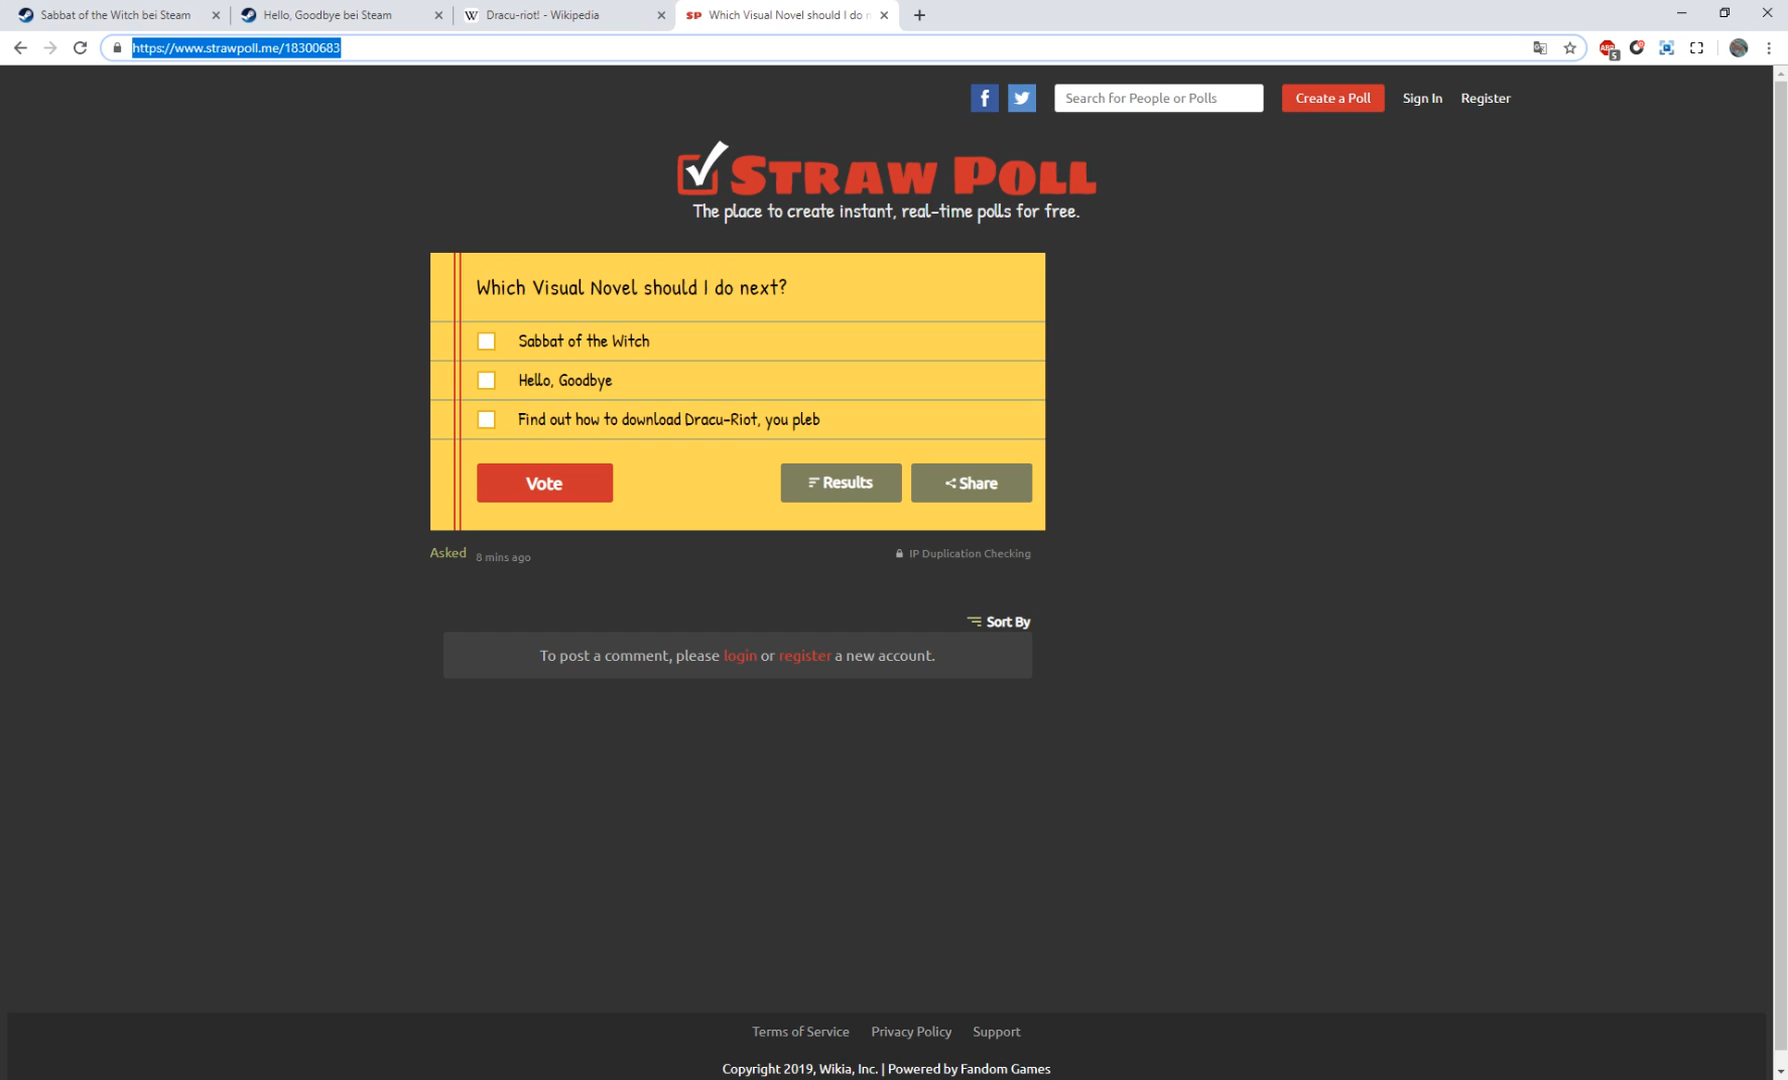 Sabbat of the Witch bei Steam
Hello, Goodbye bei Steam
Dracu-riot! - Wikipedia
SP Which Visual Novel should I do n
https://www.strawpoll.me/18300683
ABP 5
f Search for People or Polls Create a Poll Sign In Register
STRAW POLL
The place to create instant, real-time polls for free.
Which Visual Novel should I do next?
Sabbat of the Witch
Hello, Goodbye
Find out how to download Dracu-Riot, you pleb
Vote Results Share
Asked 8 mins ago IP Duplication Checking
Sort By
To post a comment, please login or register a new account.
Terms of Service Privacy Policy Support
Copyright 2019, Wikia, Inc. | Powered by Fandom Games